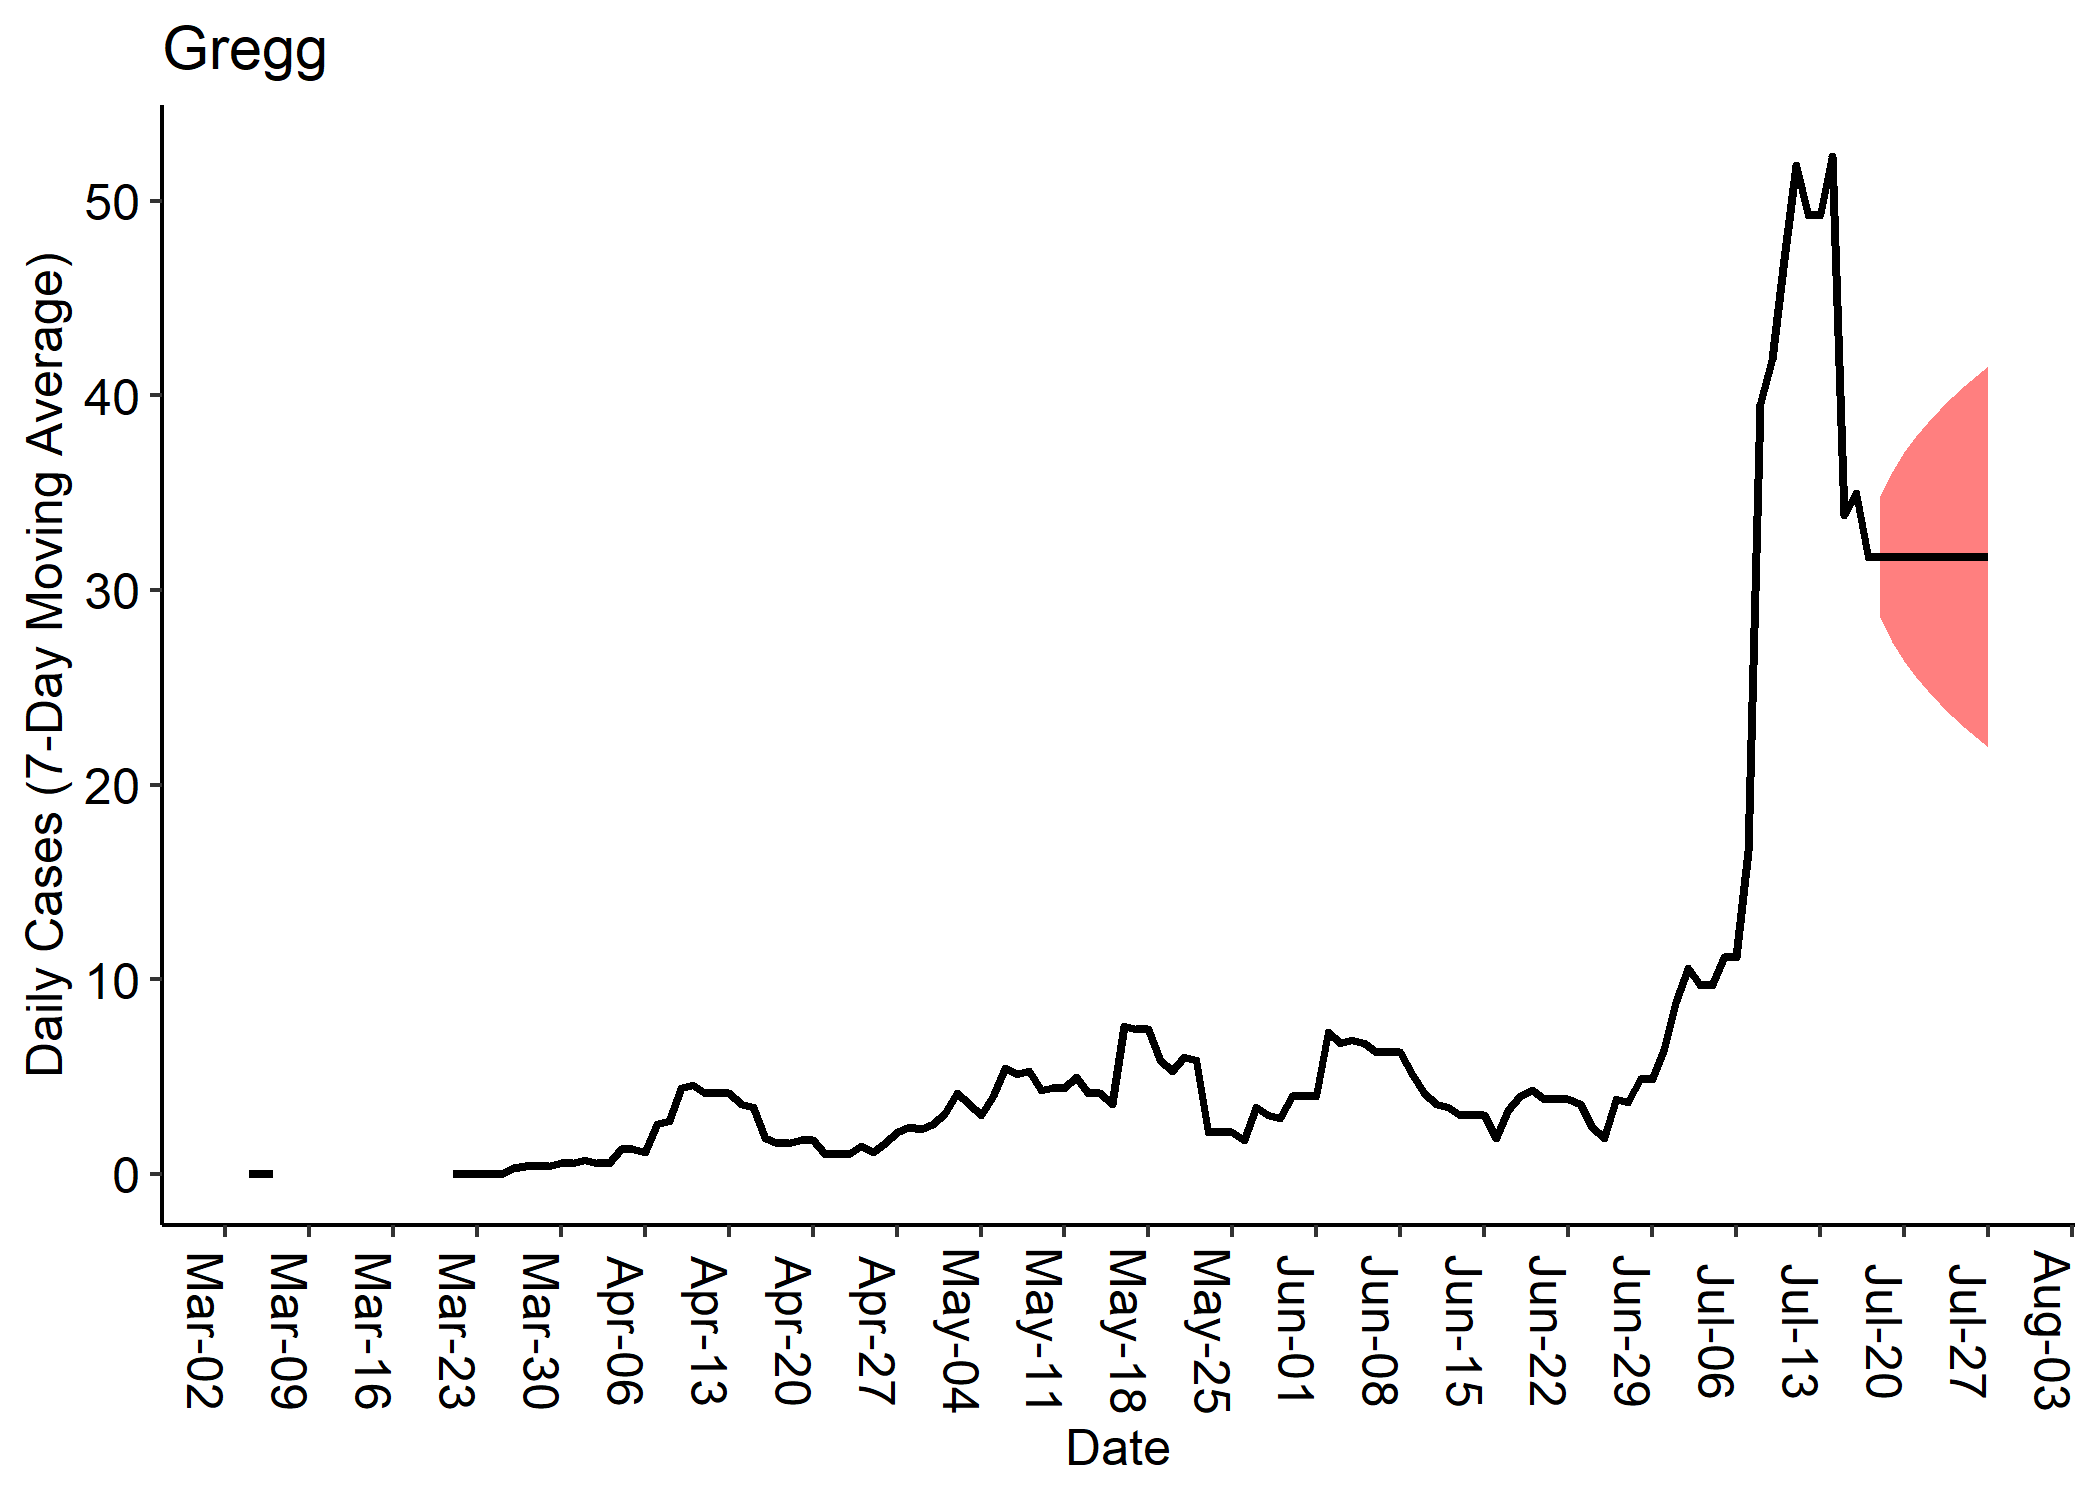 Gregg
Daily Cases (7-Day Moving Average)
50
40
30
20
10
0
Mar-02
Mar-09
Mar-16
Mar-23
Mar-30
Apr-06
Apr-13
Apr-20
Apr-27
May-04
May-11
May-18
May-25
Jun-01
Jun-08
Jun-15
Jun-22
Jun-29
Jul-06
Jul-13
Jul-20
Jul-27
Aug-03
Date